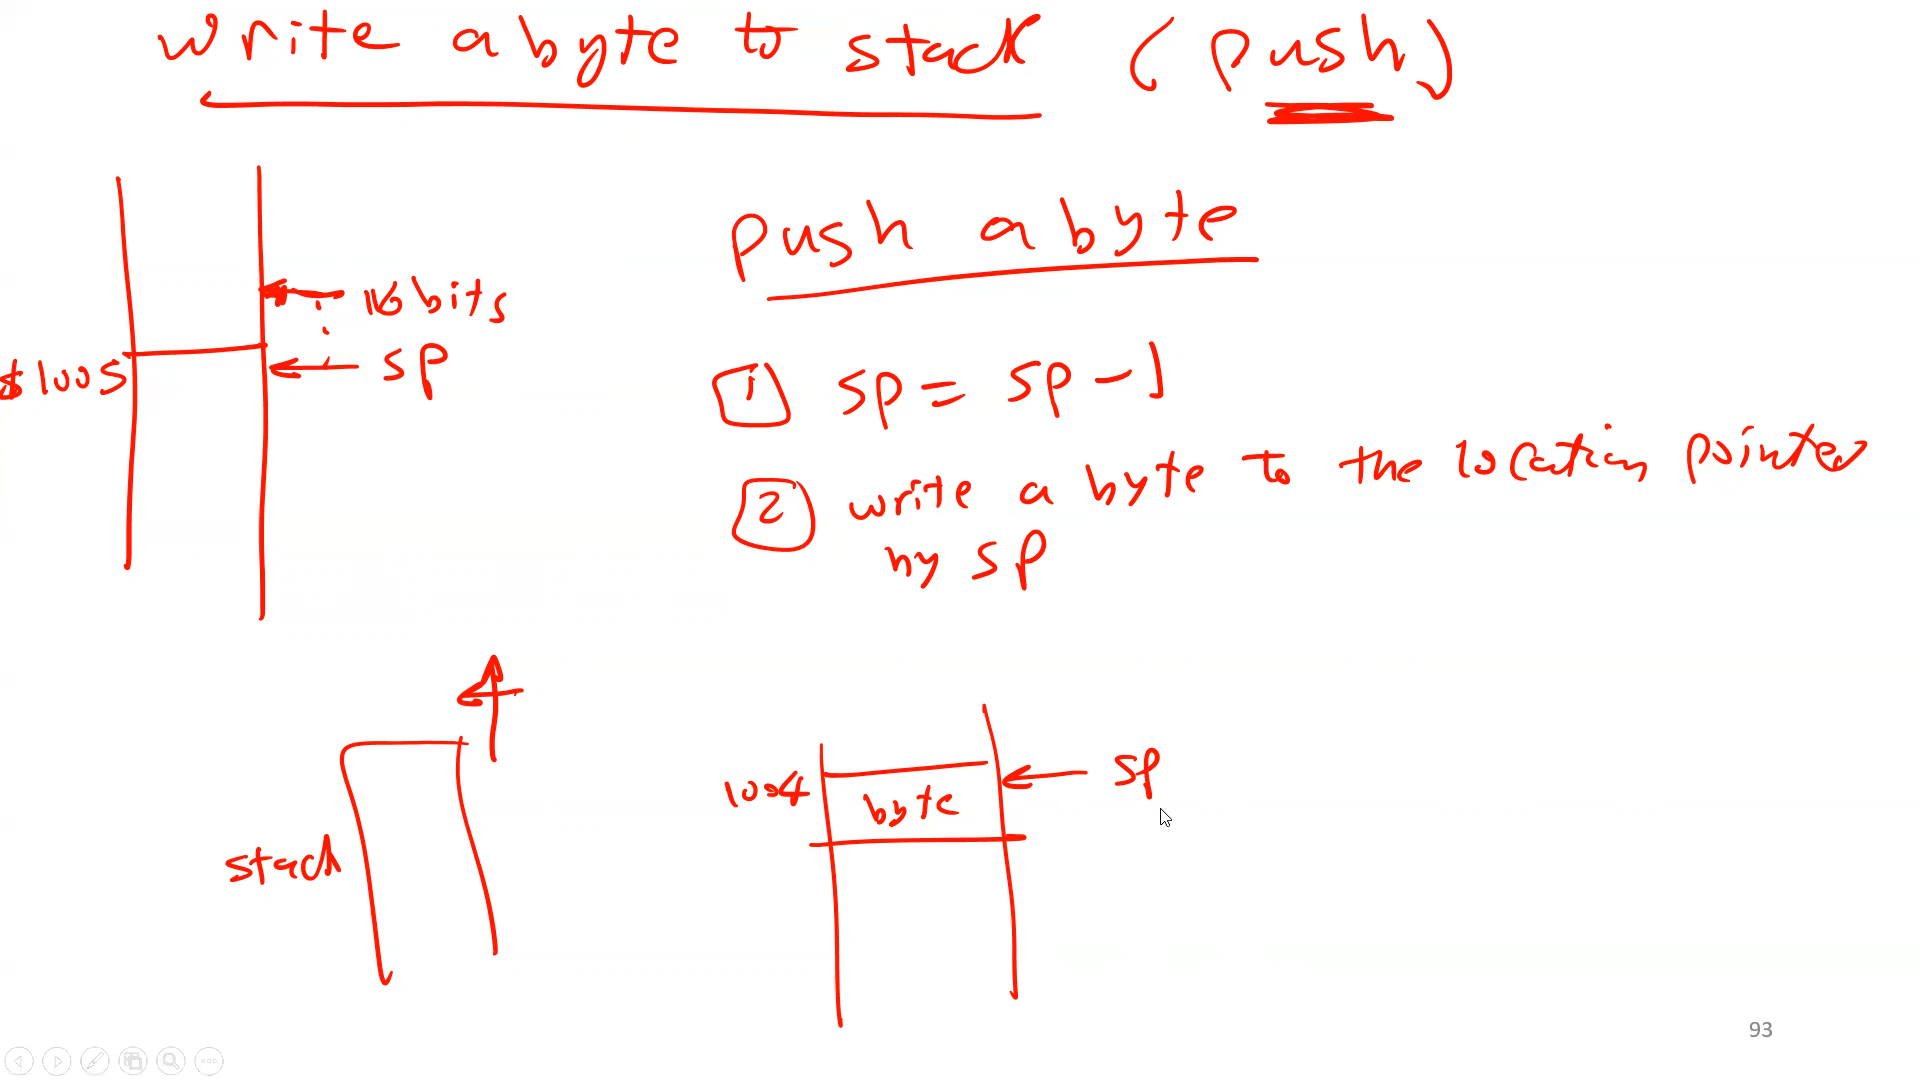 write a byte to stack (push)
push a byte
16 bits
$1005
SP
1 SP = SP - 1
2 write a byte to the location pointed
by SP
SP
1004
byte
stack
93